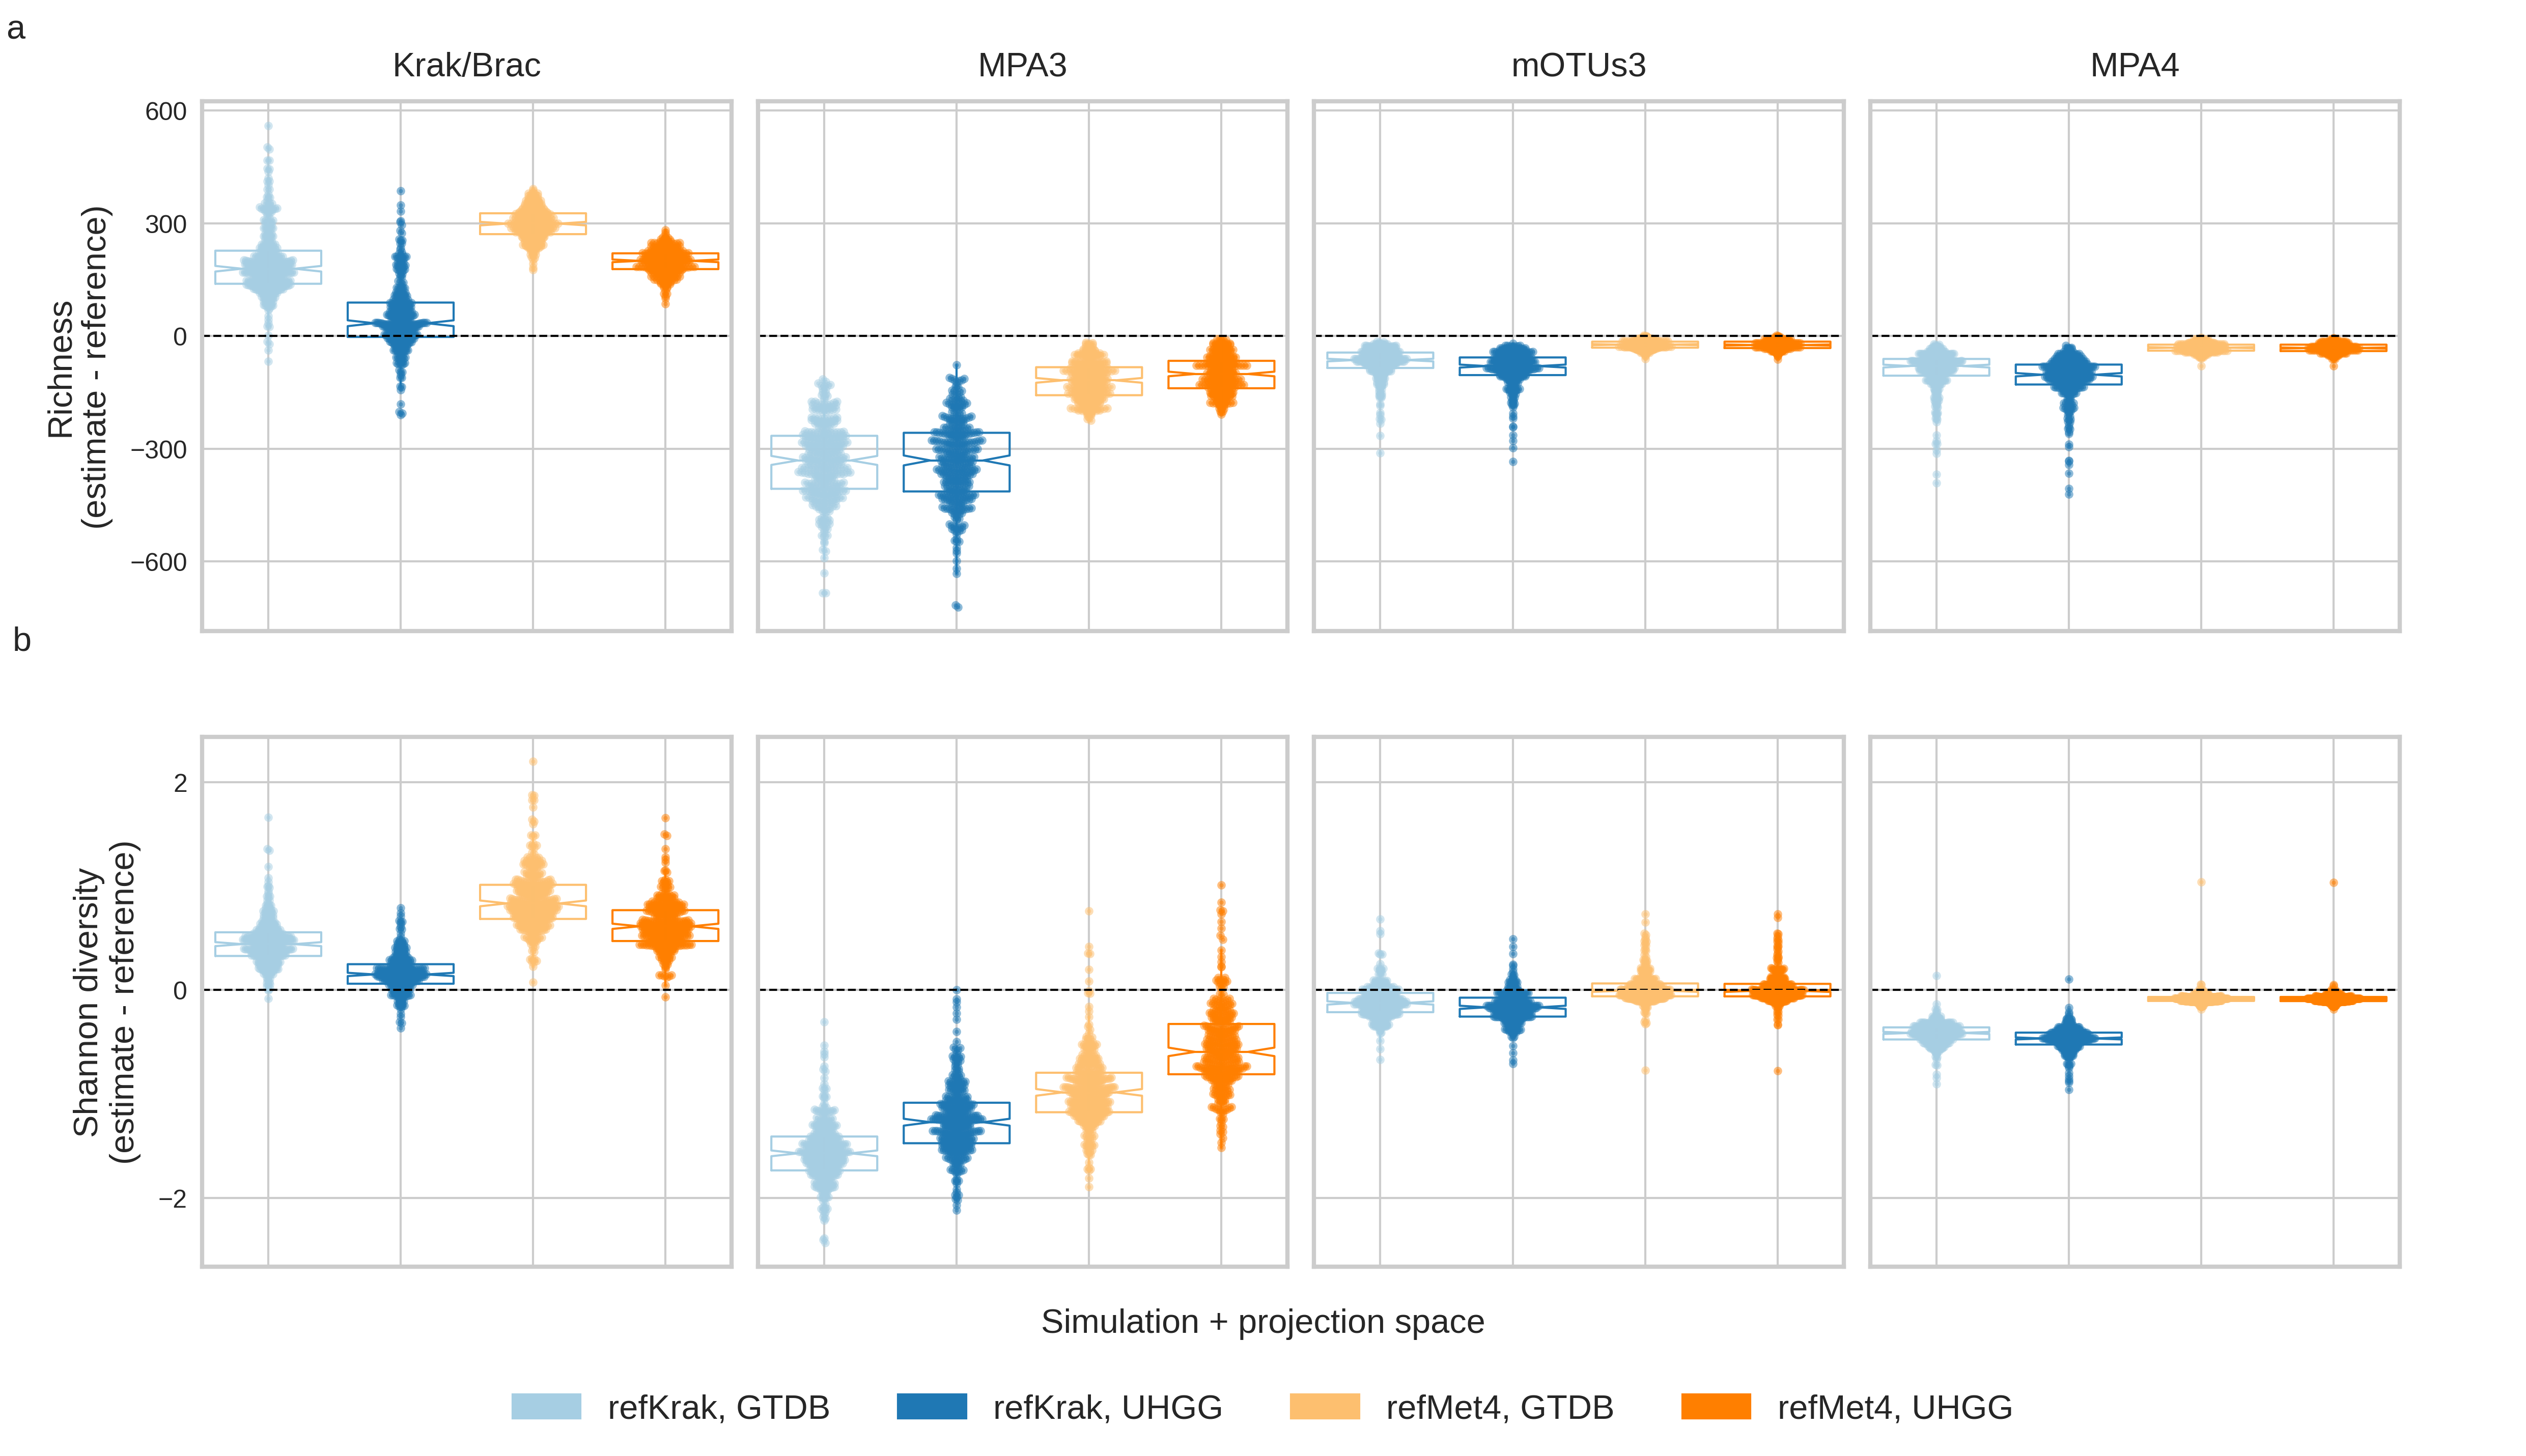 a
Krak/Brac
MPA3
mOTUs3
MPA4
600
300
0
−300
−600
Richness
(estimate - reference)
b
2
0
−2
Shannon diversity
(estimate - reference)
Simulation + projection space
refKrak, GTDB
refKrak, UHGG
refMet4, GTDB
refMet4, UHGG